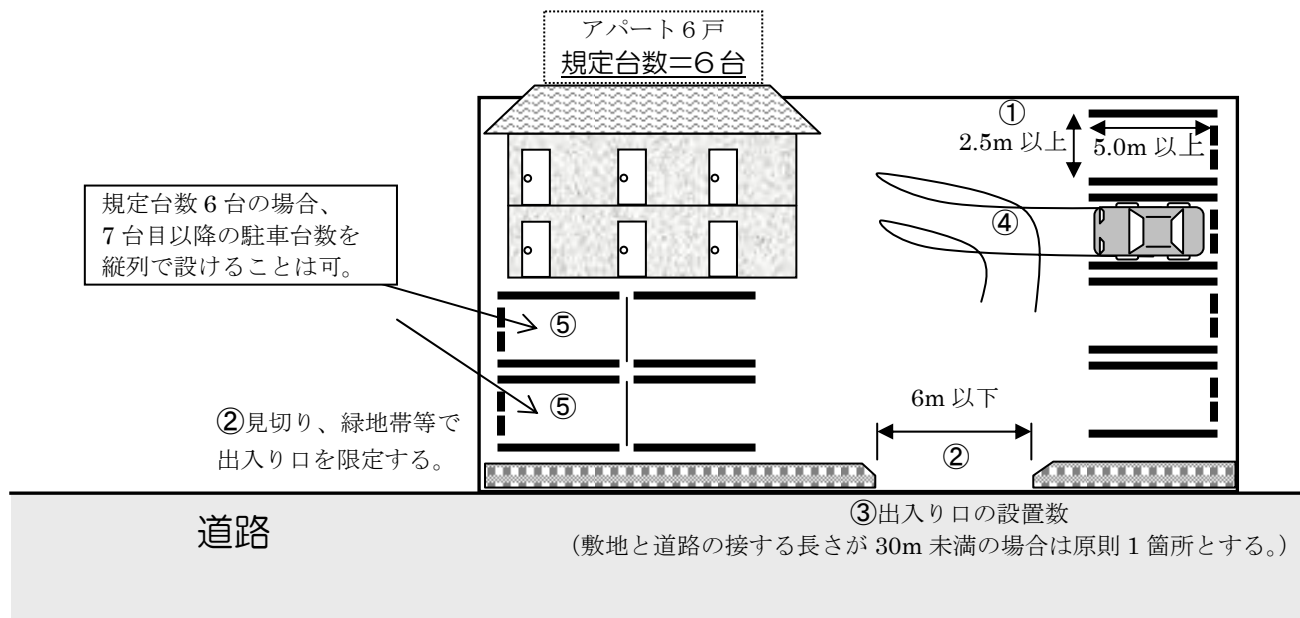 アパート6戸
規定台数=6台
①
2.5m 以上
5.0m 以上
規定台数 6 台の場合、
7 台目以降の駐車台数を
縦列で設けることは可。
④
⑤
⑤
②見切り、緑地帯等で
出入り口を限定する。
6m 以下
②
道路
③出入り口の設置数
（敷地と道路の接する長さが 30m 未満の場合は原則 1 箇所とする。）